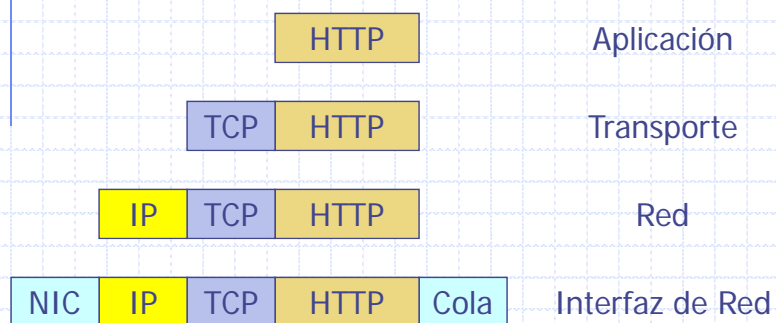 HTTP Aplicación
TCP HTTP Transporte
IP TCP HTTP Red
NIC IP TCP HTTP Cola Interfaz de Red